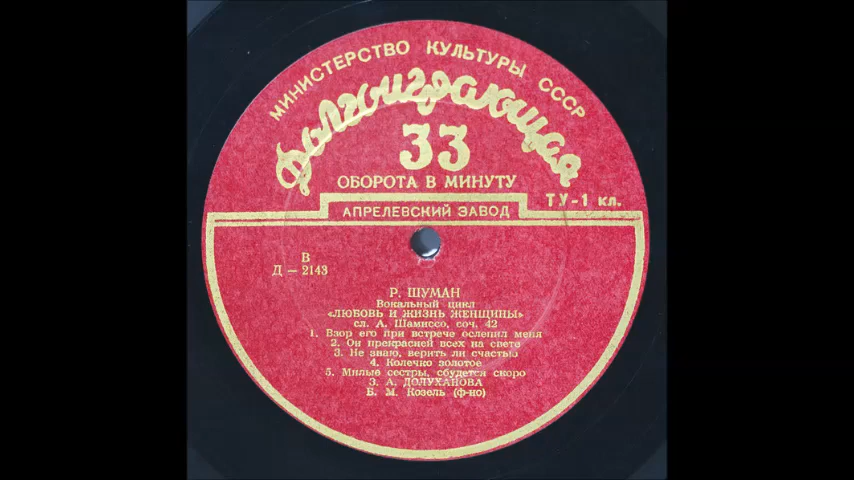 МИНИСТЕРСТВО КУЛЬТУРЫ СССР
Долгоиграющая
33
ОБОРОТА В МИНУТУ
ТУ-1 кл.
АПРЕЛЕВСКИЙ ЗАВОД
В
Д — 2143
Р. ШУМАН
Вокальный цикл
«ЛЮБОВЬ И ЖИЗНЬ ЖЕНЩИНЫ»
сл. А. Шамиссо, соч. 42
1. Взор его при встрече ослепил меня
2. Он прекрасней всех на свете
3. Не знаю, верить ли счастью
4. Колечко золотое
5. Милые сестры, сбудется скоро
З. А. ДОЛУХАНОВА
Б. М. Козель (ф-но)